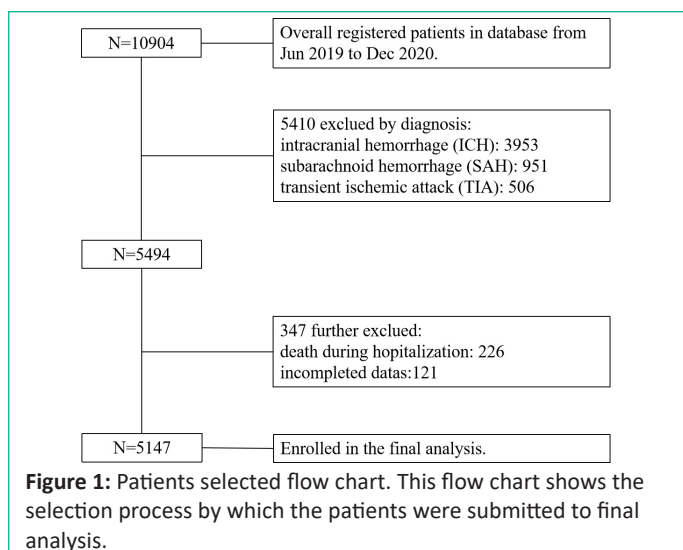 N=10904
Overall registered patients in database from
Jun 2019 to Dec 2020.
5410 exclued by diagnosis:
intracranial hemorrhage (ICH): 3953
subarachnoid hemorrhage (SAH): 951
transient ischemic attack (TIA): 506
N=5494
347 further exclued:
death during hopitalization: 226
incompleted datas:121
N=5147
Enrolled in the final analysis.
Figure 1: Patients selected flow chart. This flow chart shows the
selection process by which the patients were submitted to final
analysis.